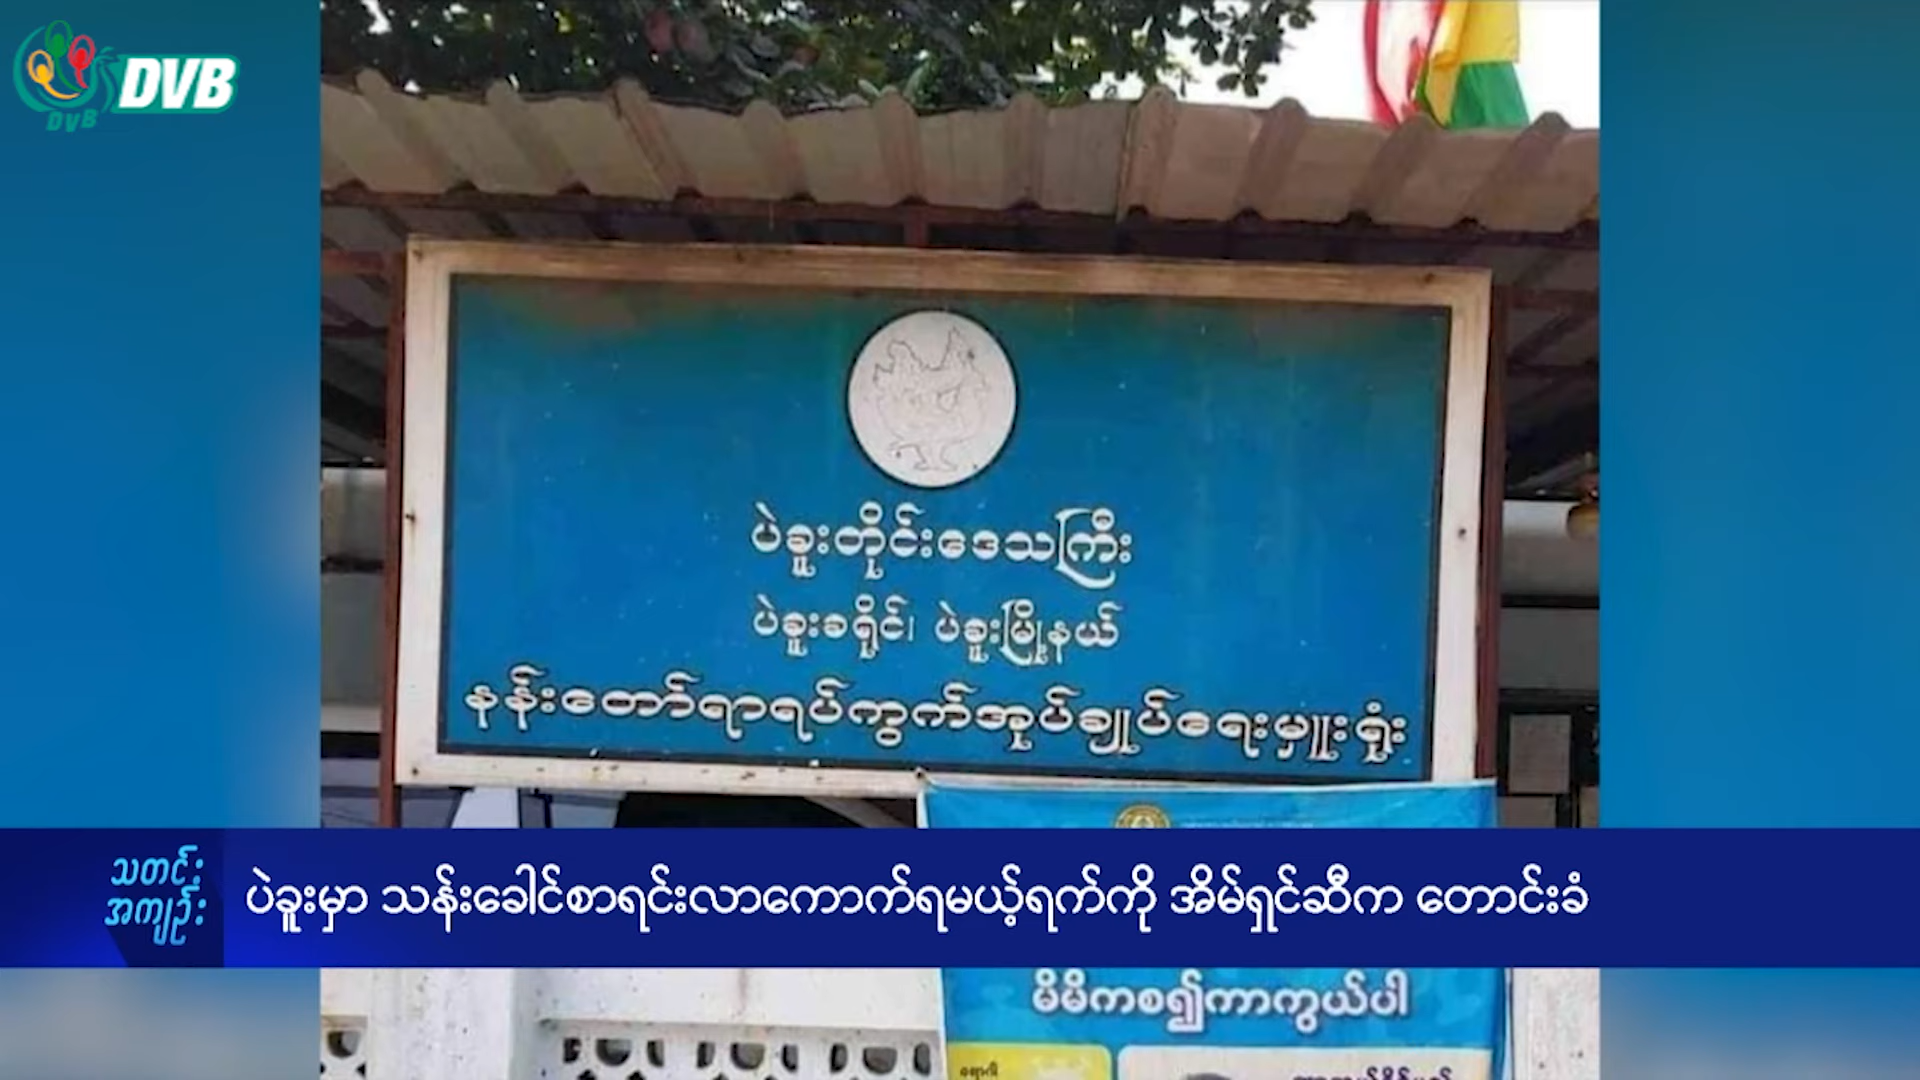 DVB
DVB
ပဲခူးတိုင်းဒေသကြီး
ပဲခူးခရိုင်၊ ပဲခူးမြို့နယ်
နန်းတော်ရာရပ်ကွက်အုပ်ချုပ်ရေးမှူးရုံး
သတင်း
အကျဉ်း
ပဲခူးမှာ သန်းခေါင်စာရင်းလာကောက်ရမယ့်ရက်ကို အိမ်ရှင်ဆီက တောင်းခံ
မိမိကစ၍ကာကွယ်ပါ